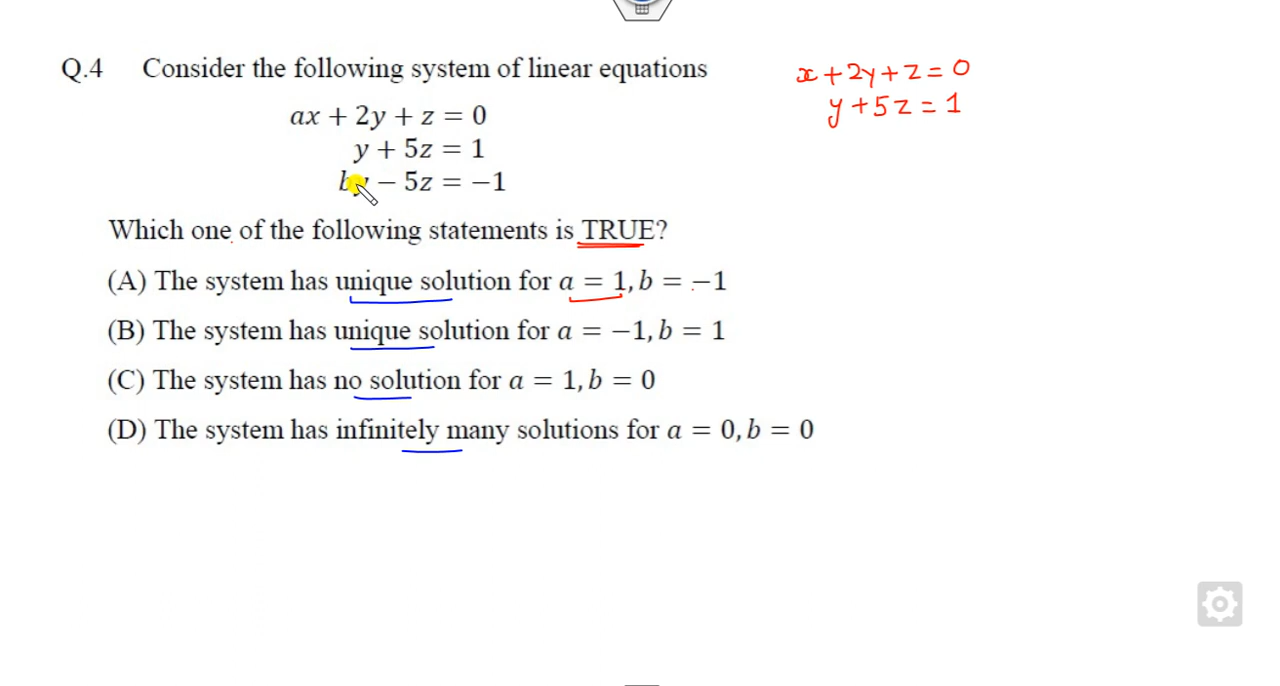 Q.4 Consider the following system of linear equations
x + 2y + z = 0
ax + 2y + z = 0
y + 5z = 1
y + 5z = 1
by − 5z = −1
Which one of the following statements is TRUE?
(A) The system has unique solution for a = 1, b = −1
(B) The system has unique solution for a = −1, b = 1
(C) The system has no solution for a = 1, b = 0
(D) The system has infinitely many solutions for a = 0, b = 0